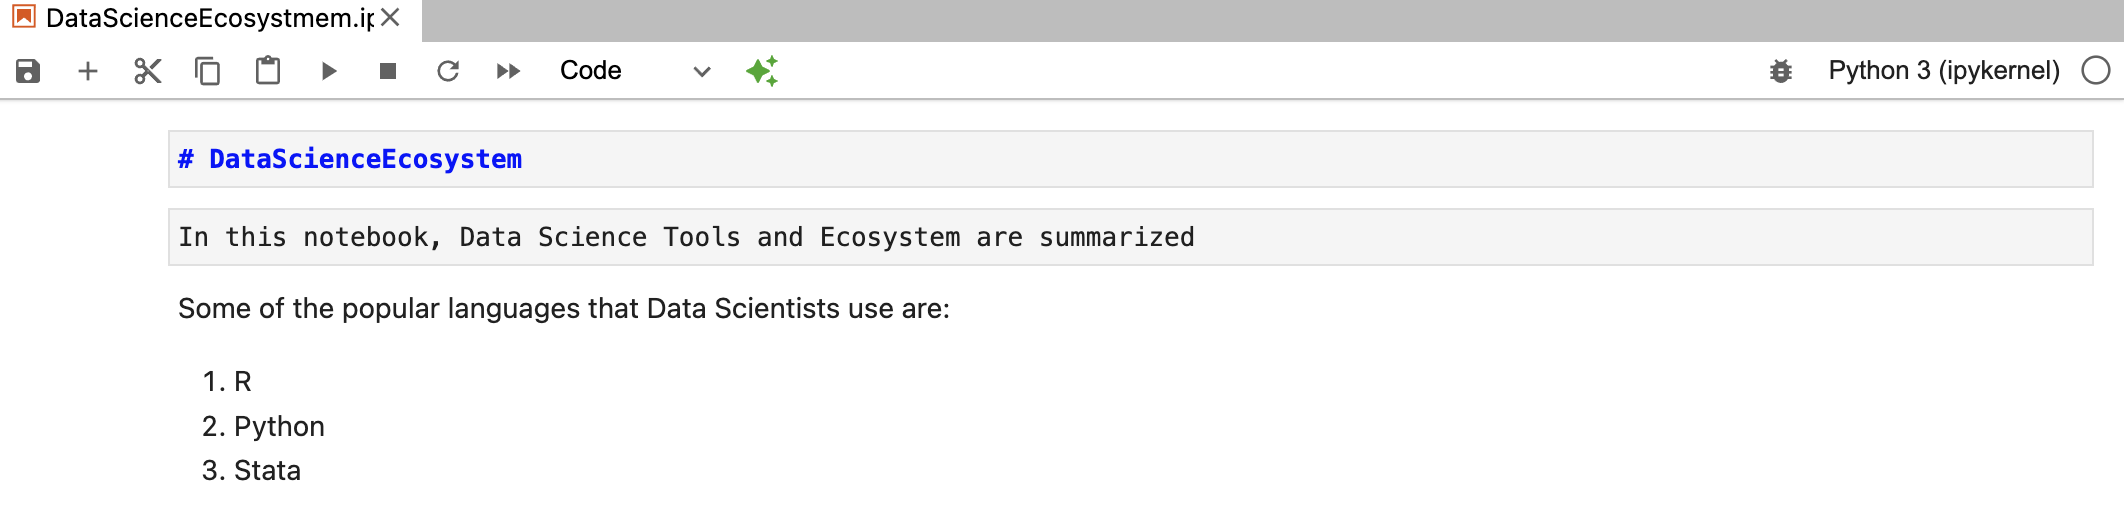 DataScienceEcosystmem.ip
Code
Python 3 (ipykernel)
# DataScienceEcosystem
In this notebook, Data Science Tools and Ecosystem are summarized
Some of the popular languages that Data Scientists use are:
1. R
2. Python
3. Stata